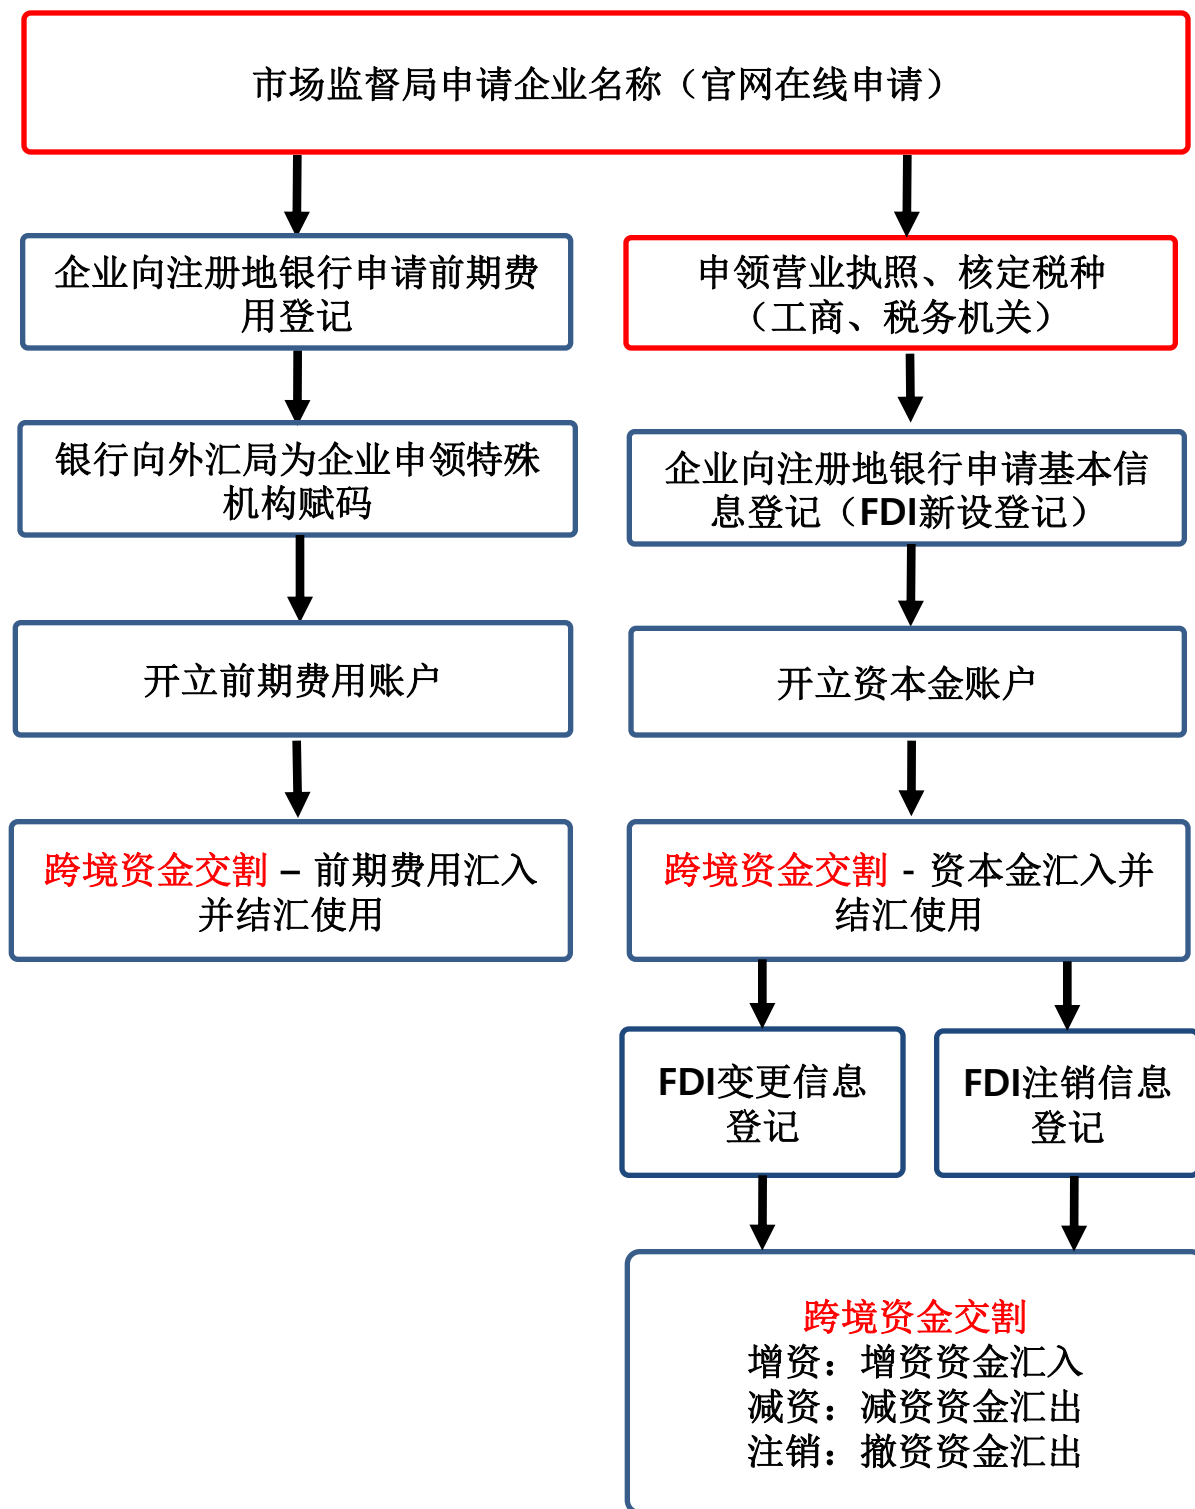 市场监督局申请企业名称（官网在线申请）
企业向注册地银行申请前期费
用登记
银行向外汇局为企业申领特殊
机构赋码
开立前期费用账户
跨境资金交割 – 前期费用汇入
并结汇使用
申领营业执照、核定税种
（工商、税务机关）
企业向注册地银行申请基本信
息登记（FDI新设登记）
开立资本金账户
跨境资金交割 - 资本金汇入并
结汇使用
FDI变更信息
登记
FDI注销信息
登记
跨境资金交割
增资：增资资金汇入
减资：减资资金汇出
注销：撤资资金汇出